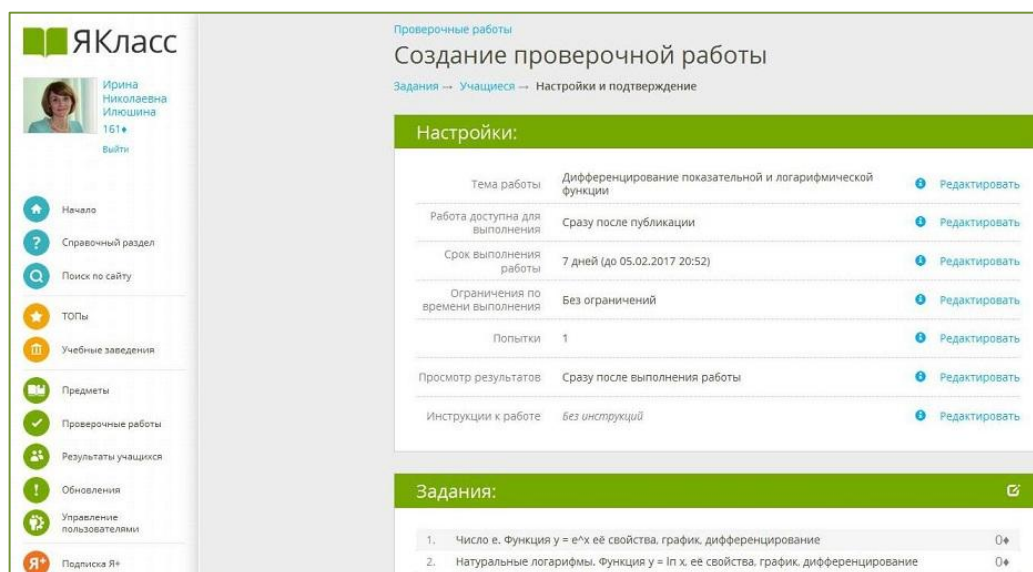 ЯКласс
Ирина
Николаевна
Илюшина
161♦
Выйти
Начало
Справочный раздел
Поиск по сайту
ТОПы
Учебные заведения
Предметы
Проверочные работы
Результаты учащихся
Обновления
Управление
пользователями
Я+ Подписка Я+
Проверочные работы
Создание проверочной работы
Задания → Учащиеся → Настройки и подтверждение
Настройки:
Тема работы Дифференцирование показательной и логарифмической
функции Редактировать
Работа доступна для
выполнения Сразу после публикации Редактировать
Срок выполнения
работы 7 дней (до 05.02.2017 20:52) Редактировать
Ограничения по
времени выполнения Без ограничений Редактировать
Попытки 1 Редактировать
Просмотр результатов Сразу после выполнения работы Редактировать
Инструкции к работе Без инструкций Редактировать
Задания:
1. Число е. Функция y = e^x её свойства, график, дифференцирование 0♦
2. Натуральные логарифмы. Функция y = ln x, её свойства, график, дифференцирование 0♦